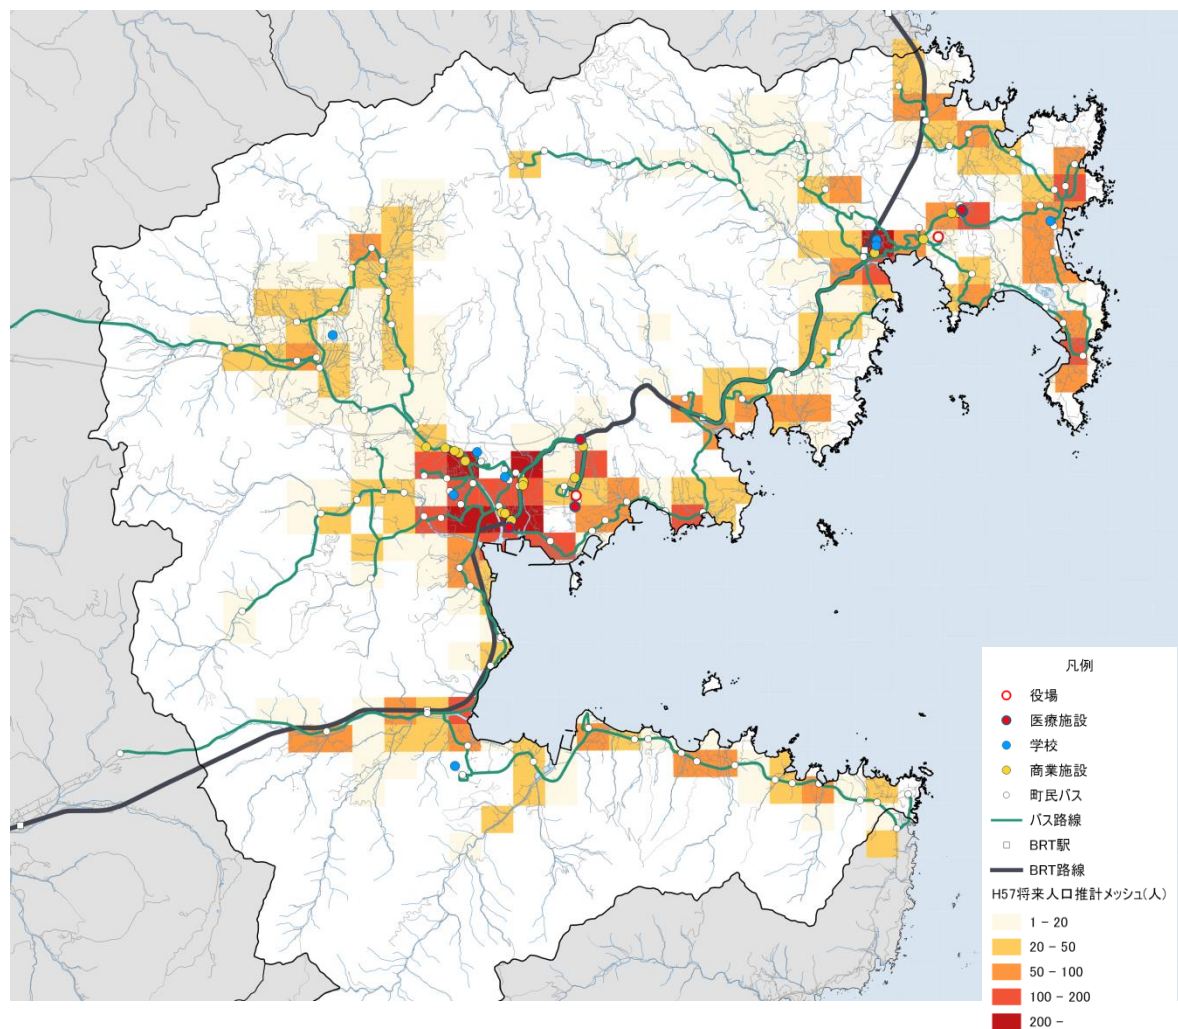 凡例
役場
医療施設
学校
商業施設
町民バス
バス路線
BRT駅
BRT路線
H57将来人口推計メッシュ(人)
1 - 20
20 - 50
50 - 100
100 - 200
200 -